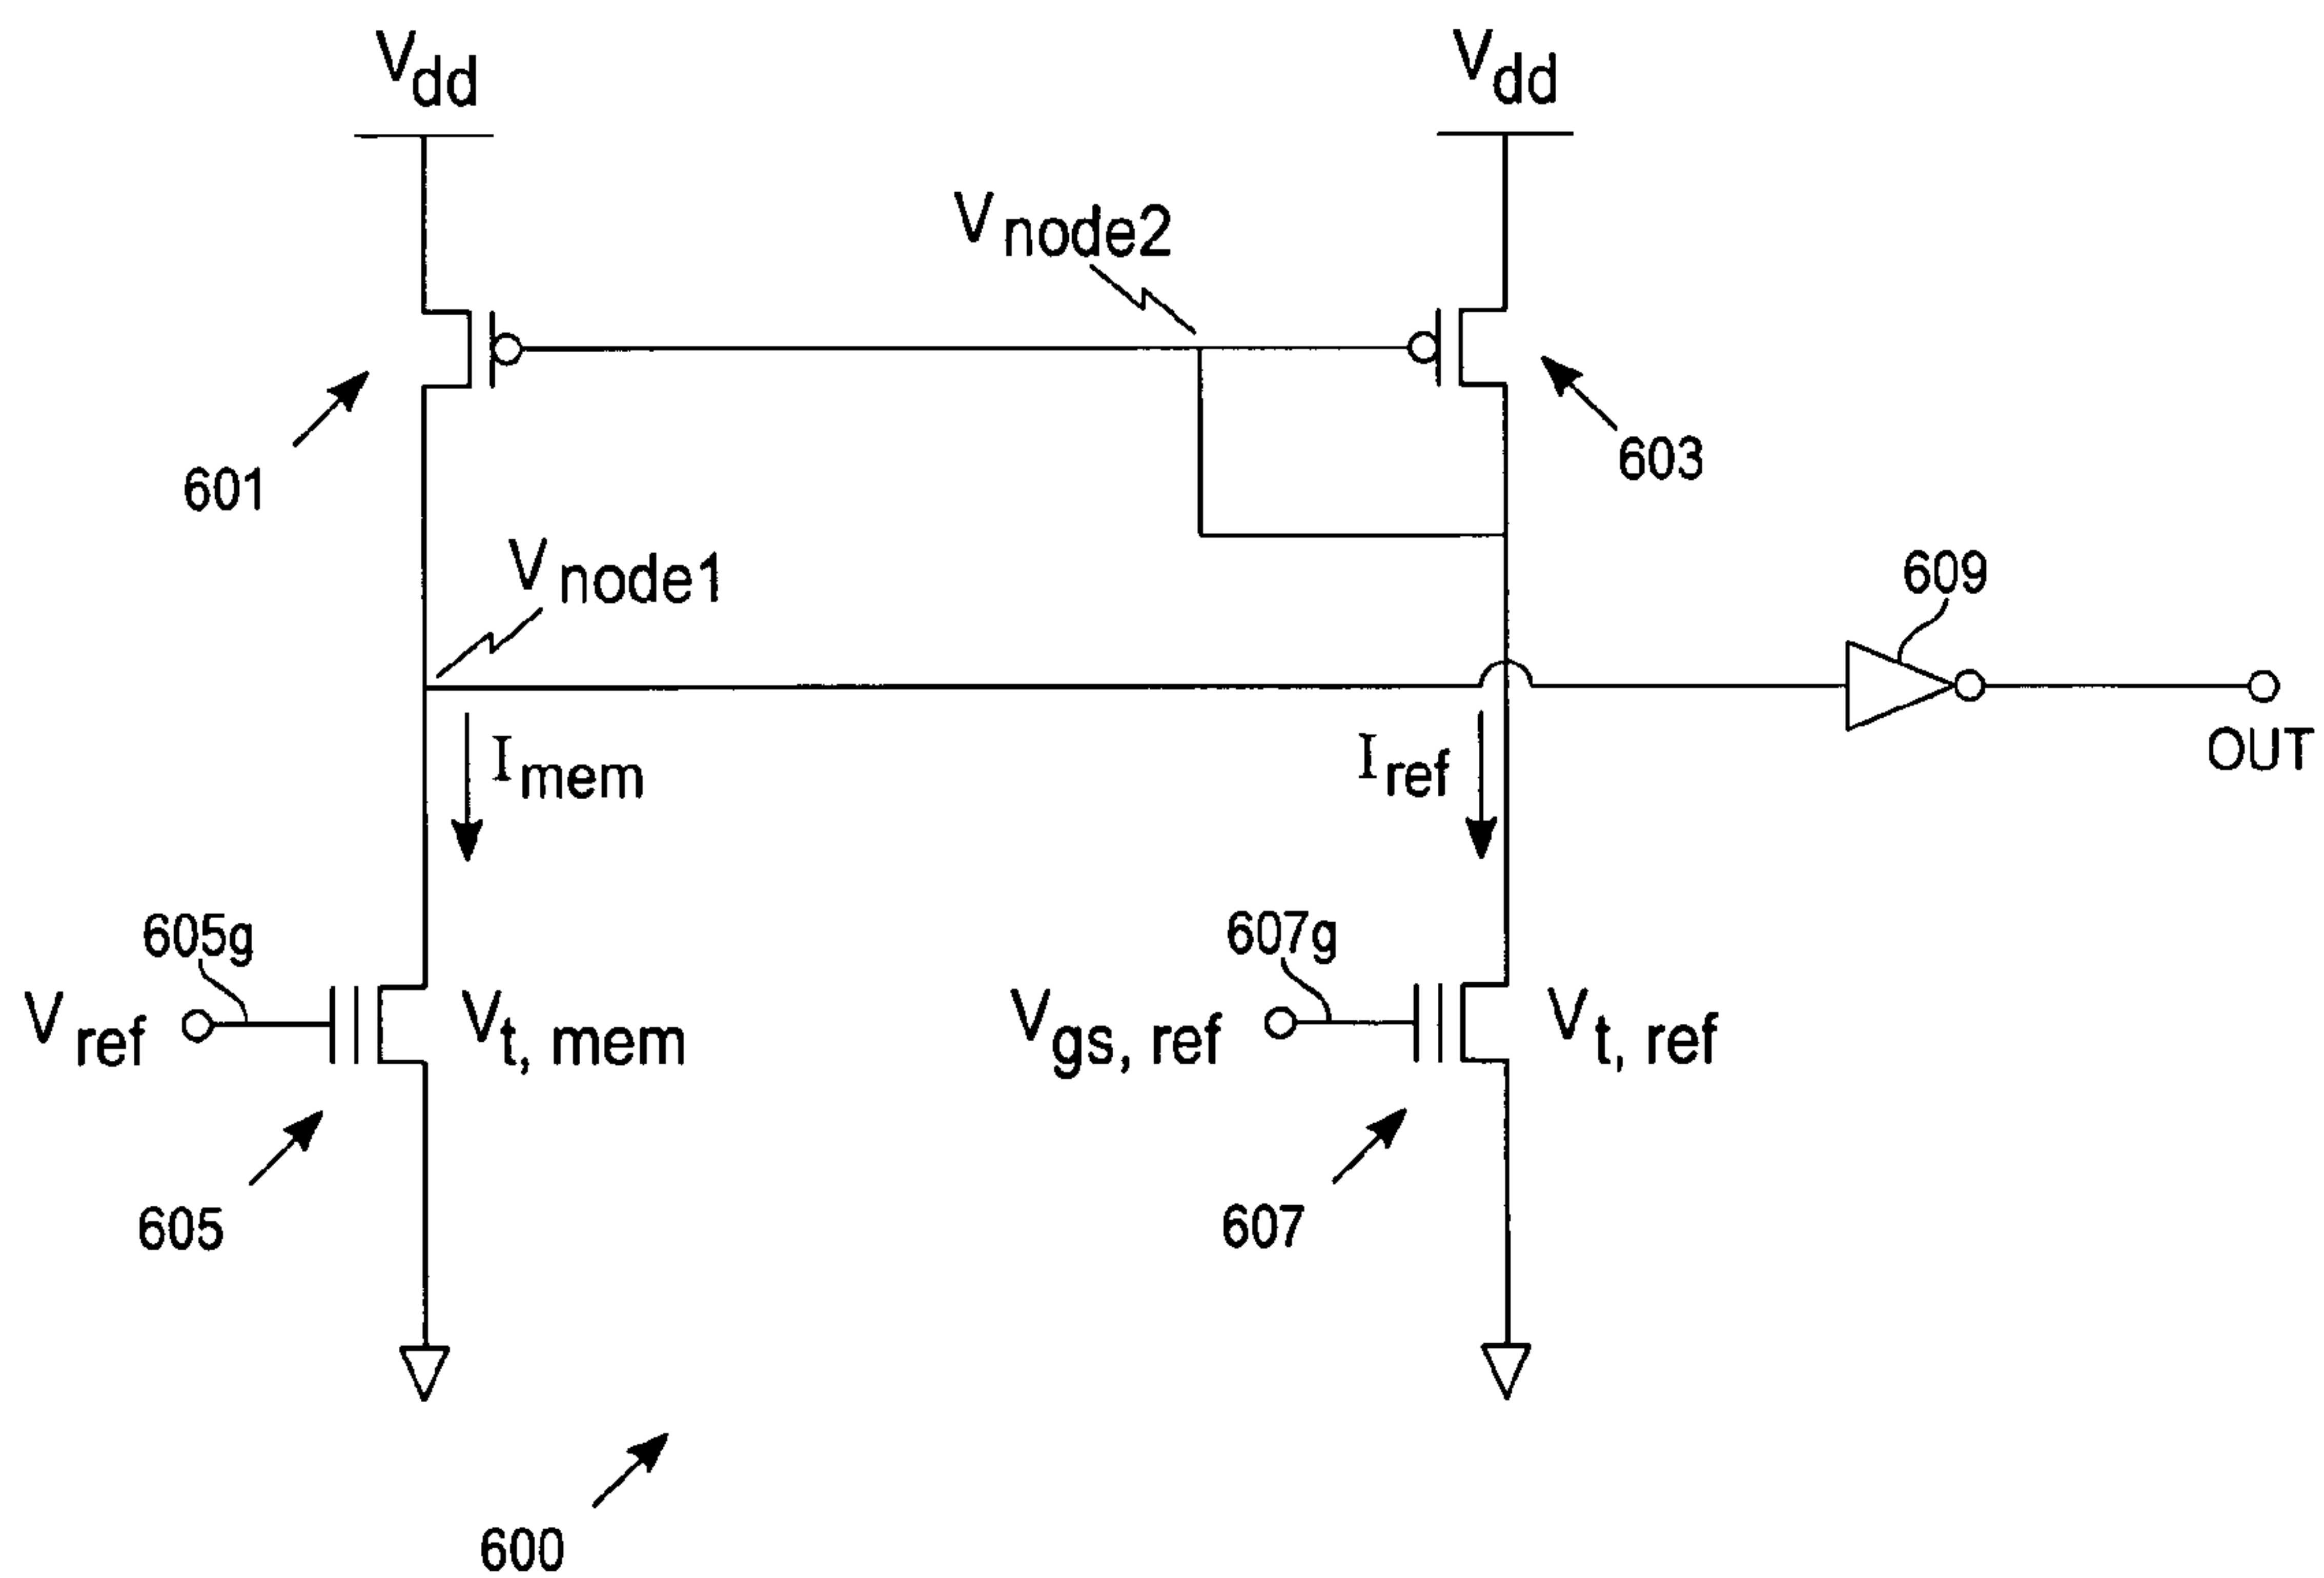 Vdd
Vdd
Vnode2
601
603
Vnode1
609
Imem
Iref
OUT
605g
607g
Vref
Vt, mem
Vgs, ref
Vt, ref
605
607
600